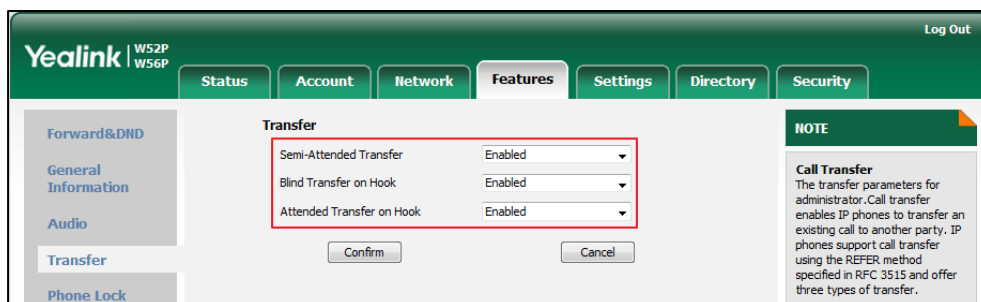 Log Out
Yealink | W52P
W56P
Status Account Network Features Settings Directory Security
Forward&DND
General
Information
Audio
Transfer
Phone Lock
Transfer
Semi-Attended Transfer Enabled
Blind Transfer on Hook Enabled
Attended Transfer on Hook Enabled
Confirm Cancel
NOTE
Call Transfer
The transfer parameters for
administrator.Call transfer
enables IP phones to transfer an
existing call to another party. IP
phones support call transfer
using the REFER method
specified in RFC 3515 and offer
three types of transfer.